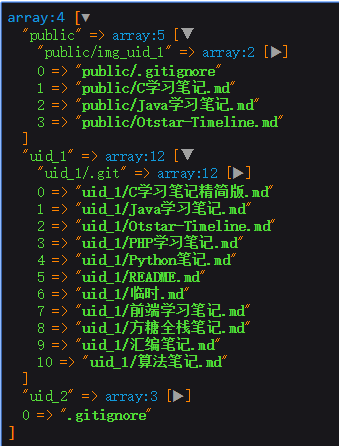 array:4 [▼
"public" => array:5 [▼
"public/img_uid_1" => array:2 [▶]
0 => "public/.gitignore"
1 => "public/C学习笔记.md"
2 => "public/Java学习笔记.md"
3 => "public/Otstar-Timeline.md"
]
"uid_1" => array:12 [▼
"uid_1/.git" => array:12 [▶]
0 => "uid_1/C学习笔记精简版.md"
1 => "uid_1/Java学习笔记.md"
2 => "uid_1/Otstar-Timeline.md"
3 => "uid_1/PHP学习笔记.md"
4 => "uid_1/Python笔记.md"
5 => "uid_1/README.md"
6 => "uid_1/临时.md"
7 => "uid_1/前端学习笔记.md"
8 => "uid_1/方糖全栈笔记.md"
9 => "uid_1/汇编笔记.md"
10 => "uid_1/算法笔记.md"
]
"uid_2" => array:3 [▶]
0 => ".gitignore"
]